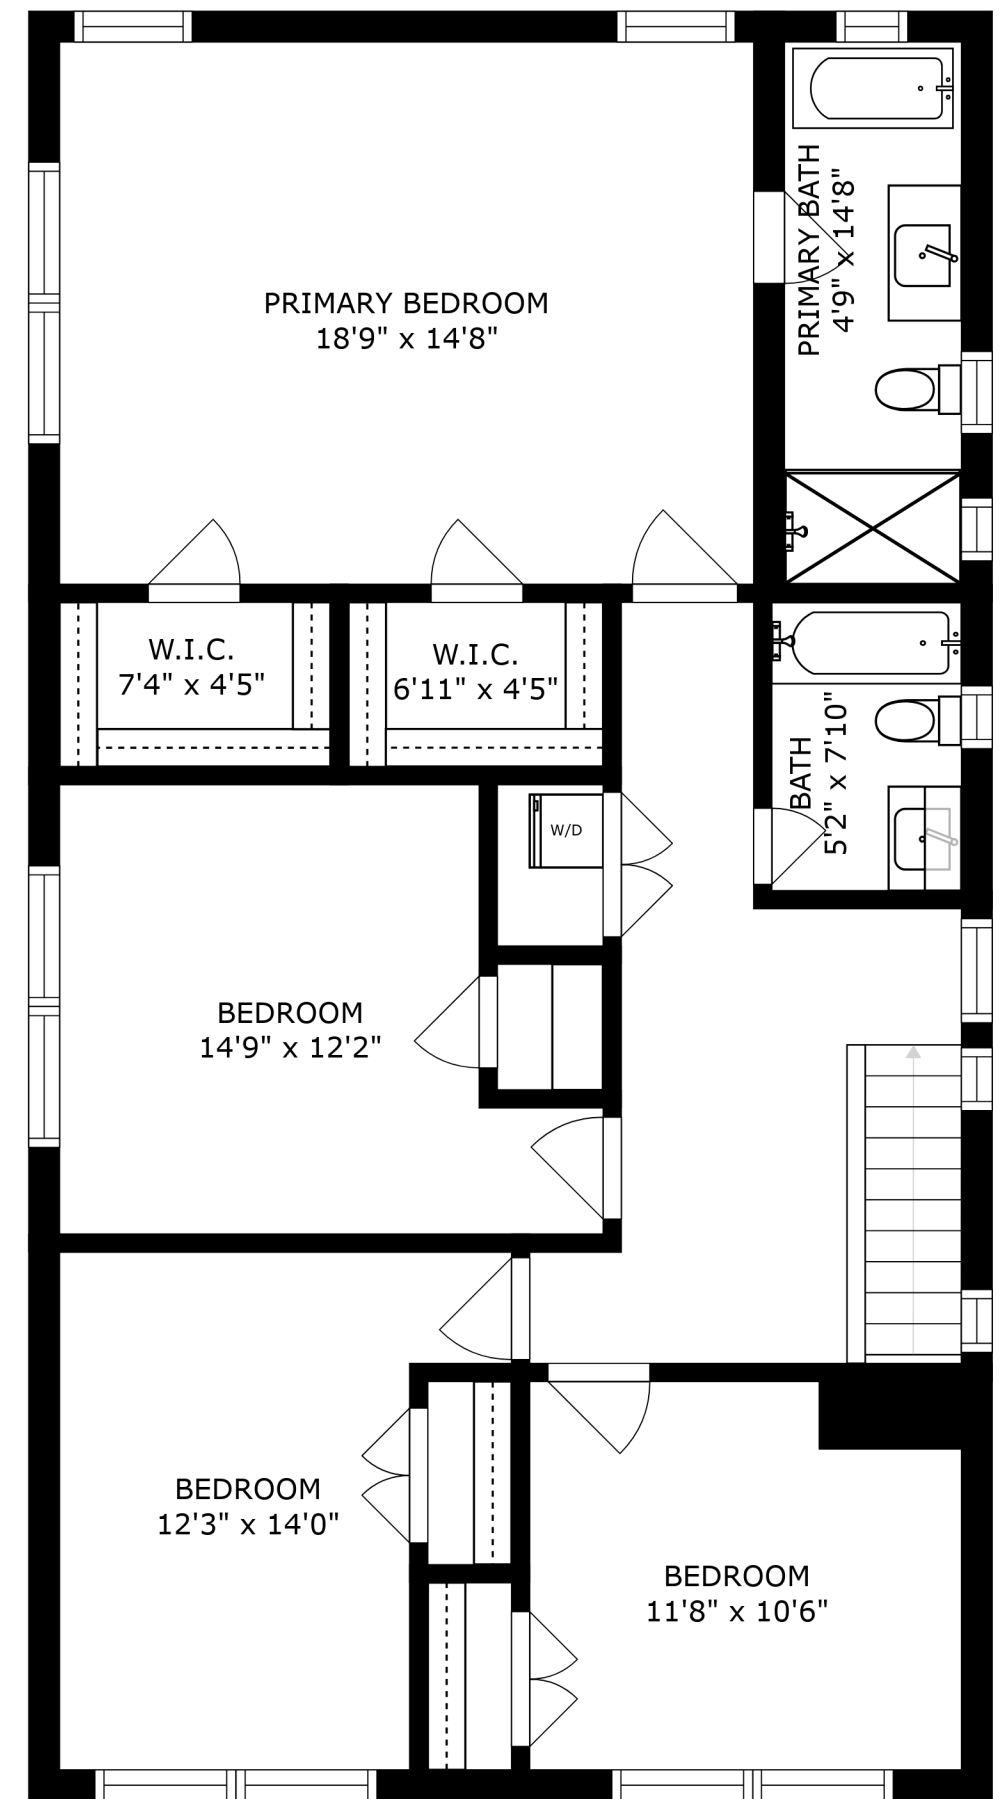 PRIMARY BEDROOM
18'9" x 14'8"
PRIMARY BATH
4'9" x 14'8"
W.I.C.
7'4" x 4'5"
W.I.C.
6'11" x 4'5"
BATH
5'2" x 7'10"
W/D
BEDROOM
14'9" x 12'2"
BEDROOM
12'3" x 14'0"
BEDROOM
11'8" x 10'6"